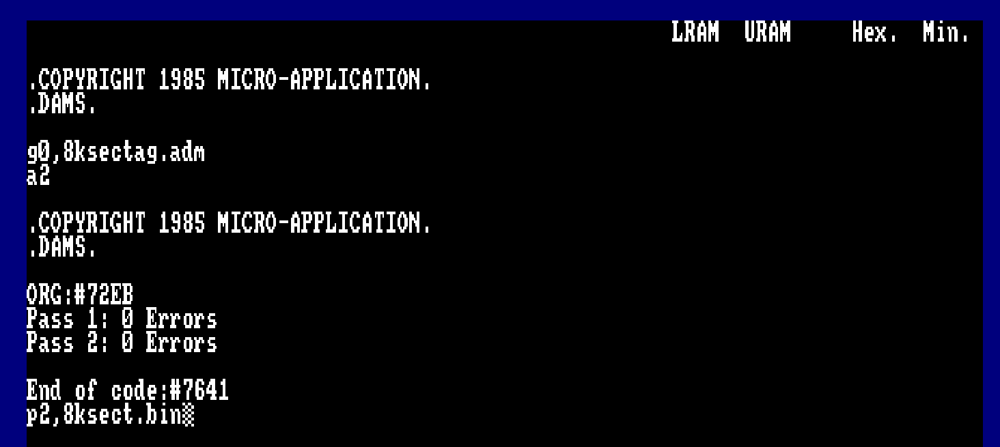 LRAM  URAM     Hex.  Min.
.COPYRIGHT 1985 MICRO-APPLICATION.
.DAMS.
g0,8ksectag.adm
a2
.COPYRIGHT 1985 MICRO-APPLICATION.
.DAMS.
ORG:#72EB
Pass 1: 0 Errors
Pass 2: 0 Errors
End of code:#7641
p2,8ksect.bin